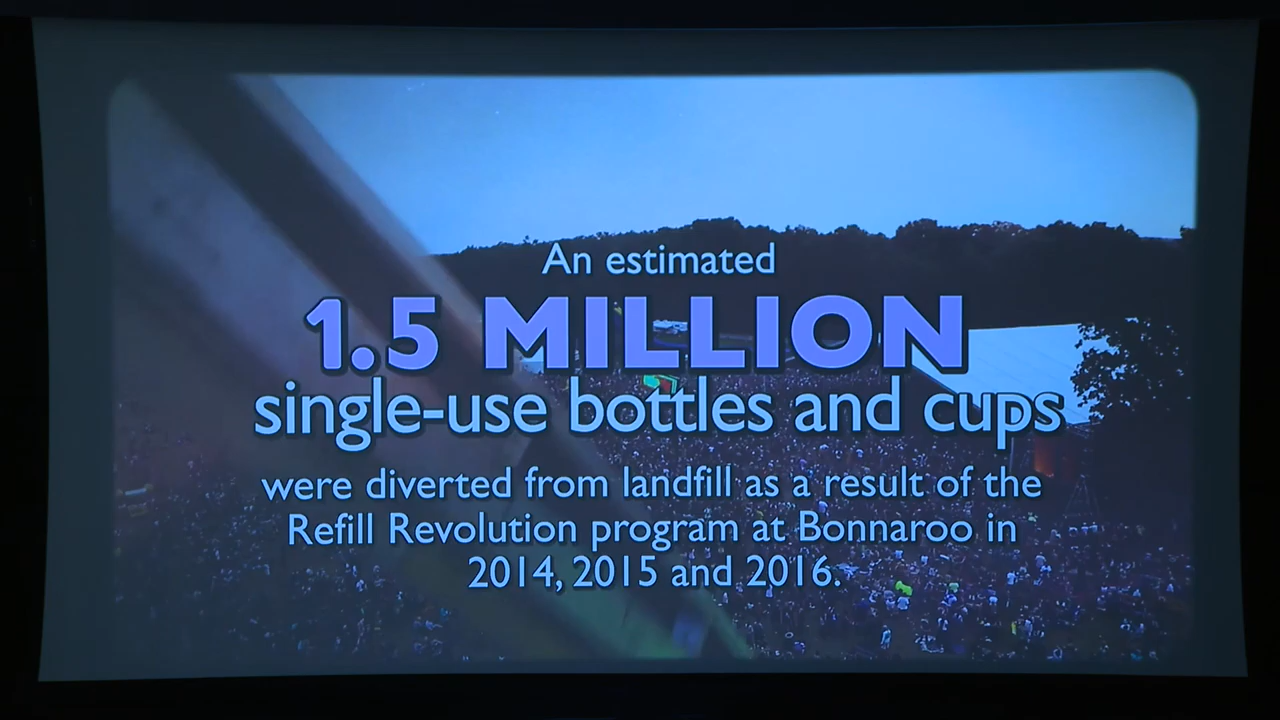 An estimated
1.5 MILLION
single-use bottles and cups
were diverted from landfill as a result of the
Refill Revolution program at Bonnaroo in
2014, 2015 and 2016.